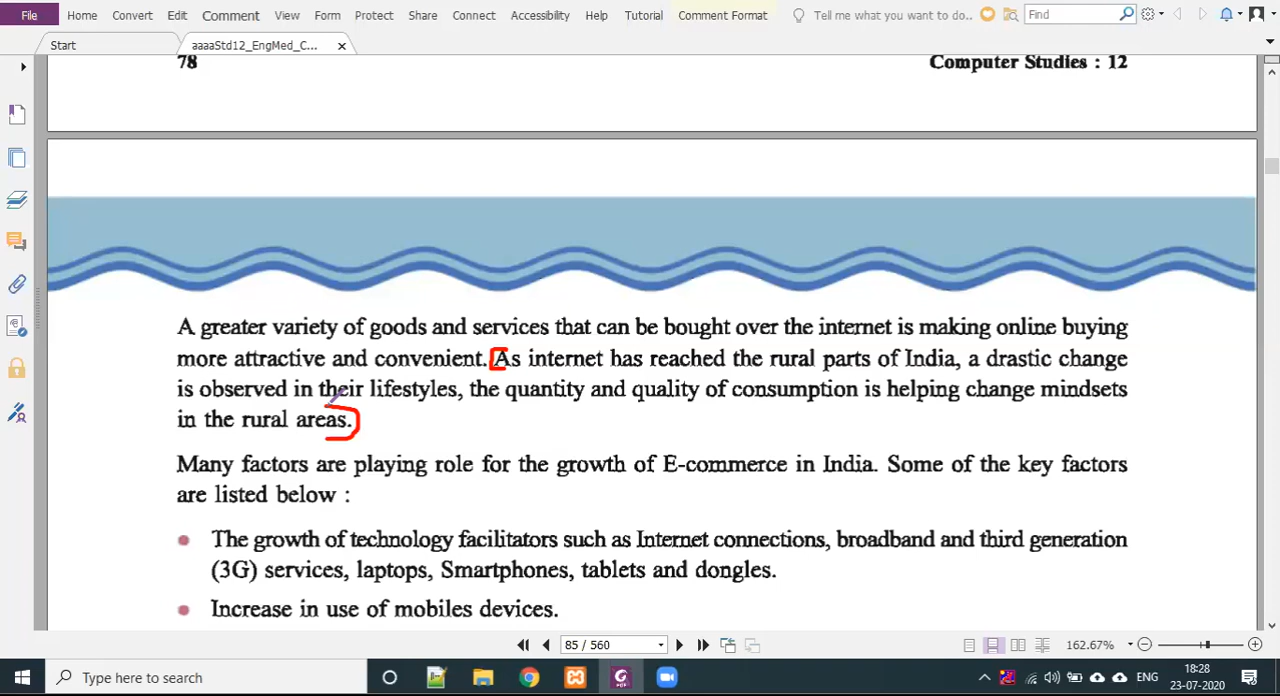 File Home Convert Edit Comment View Form Protect Share Connect Accessibility Help Tutorial Comment Format Tell me what you want to do.. Find
Start aaaaStd12_EngMed_C...
78 Computer Studies : 12
A greater variety of goods and services that can be bought over the internet is making online buying
more attractive and convenient. As internet has reached the rural parts of India, a drastic change
is observed in their lifestyles, the quantity and quality of consumption is helping change mindsets
in the rural areas.
Many factors are playing role for the growth of E-commerce in India. Some of the key factors
are listed below :
The growth of technology facilitators such as Internet connections, broadband and third generation
(3G) services, laptops, Smartphones, tablets and dongles.
Increase in use of mobiles devices.
85 / 560 162.67%
Type here to search ENG 18:28
23-07-2020